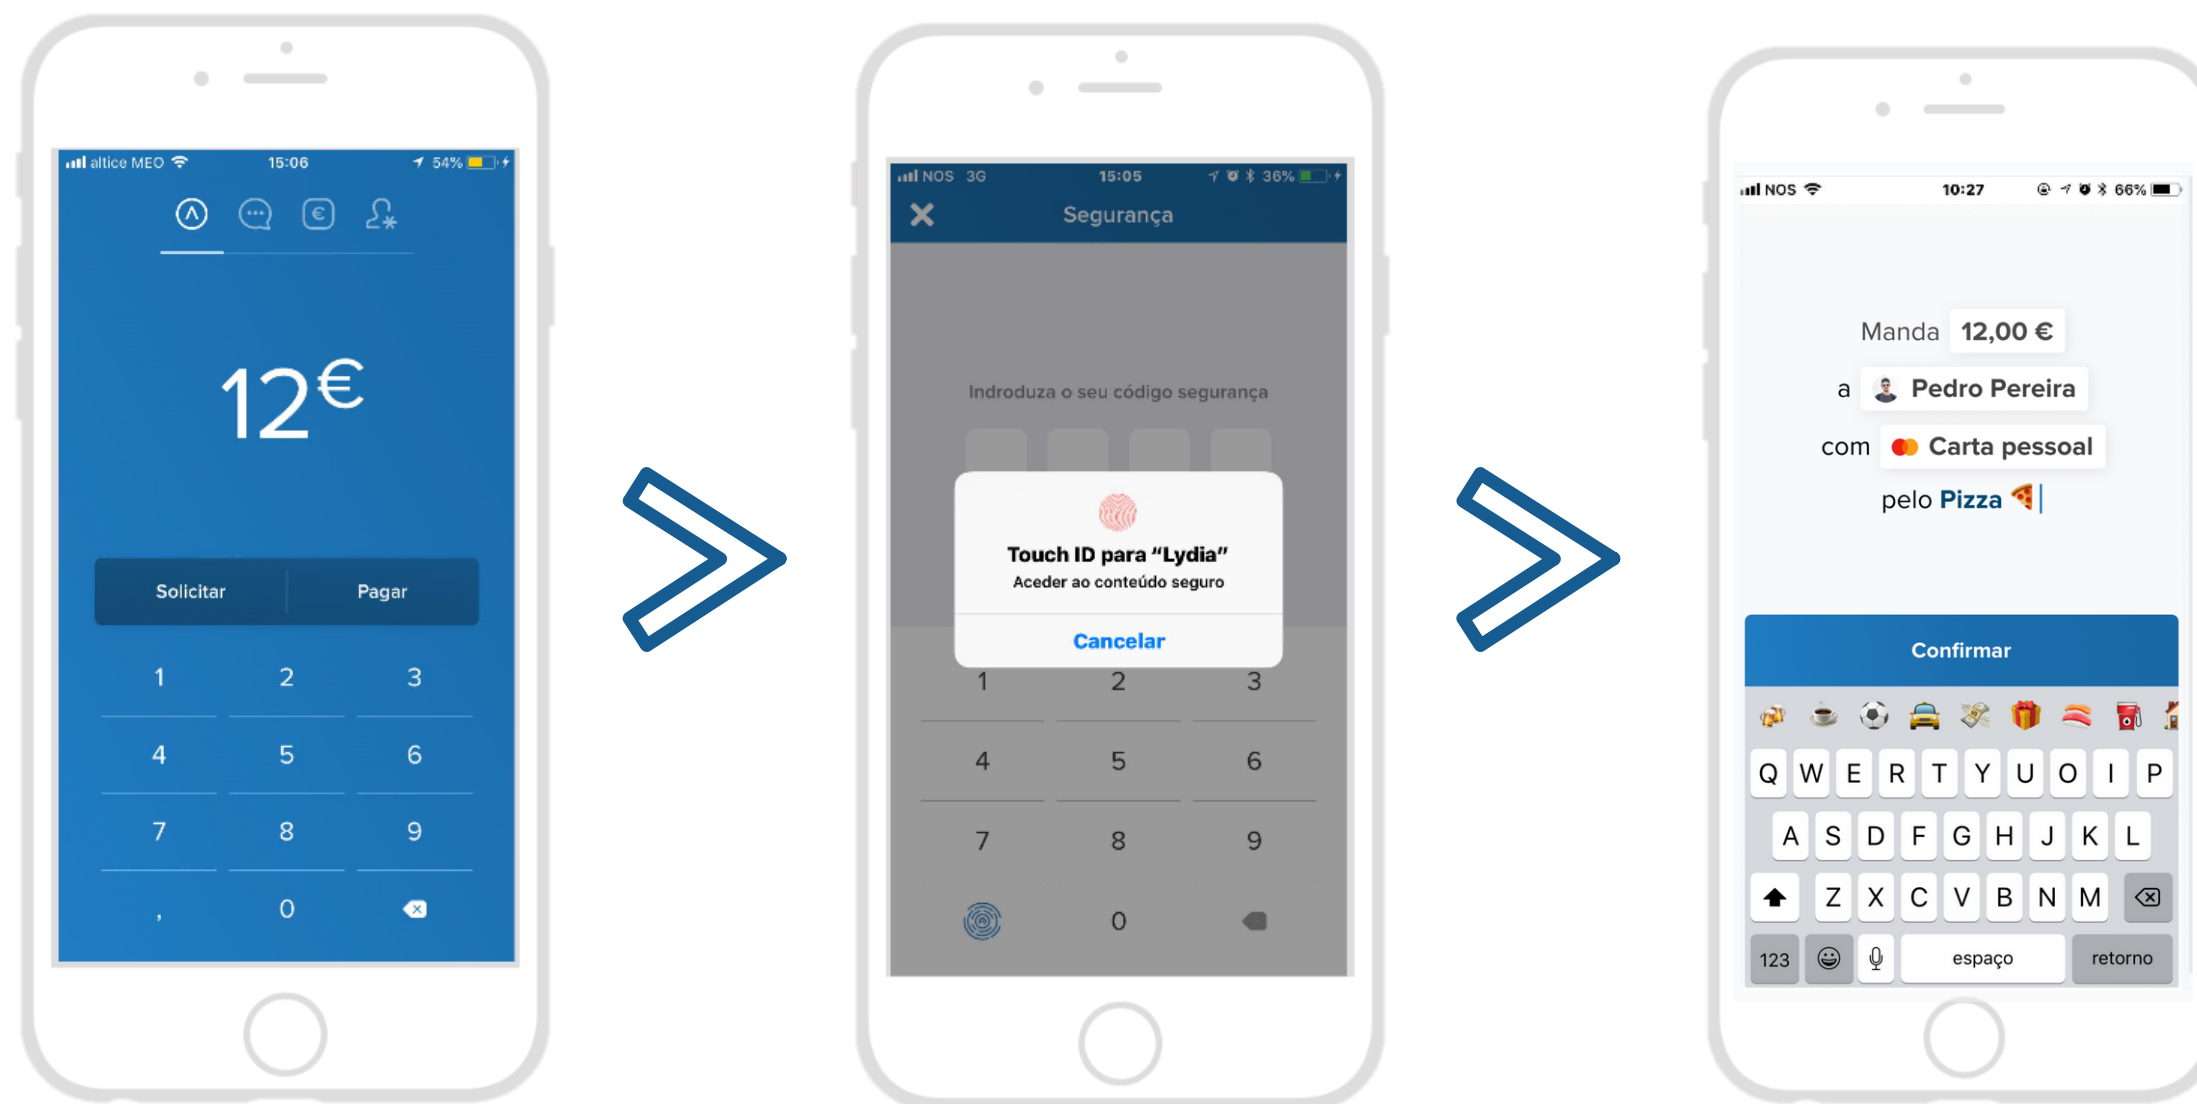 altice MEO 15:06 54%
12€
Solicitar Pagar
1 2 3
4 5 6
7 8 9
, 0
NOS 3G 15:05 36%
Segurança
Indroduza o seu código segurança
Touch ID para “Lydia”
Aceder ao conteúdo seguro
Cancelar
1 2 3
4 5 6
7 8 9
0
NOS 10:27 66%
Manda 12,00 €
a Pedro Pereira
com Carta pessoal
pelo Pizza 🍕
Confirmar
Q W E R T Y U O I P
A S D F G H J K L
Z X C V B N M
123 espaço retorno